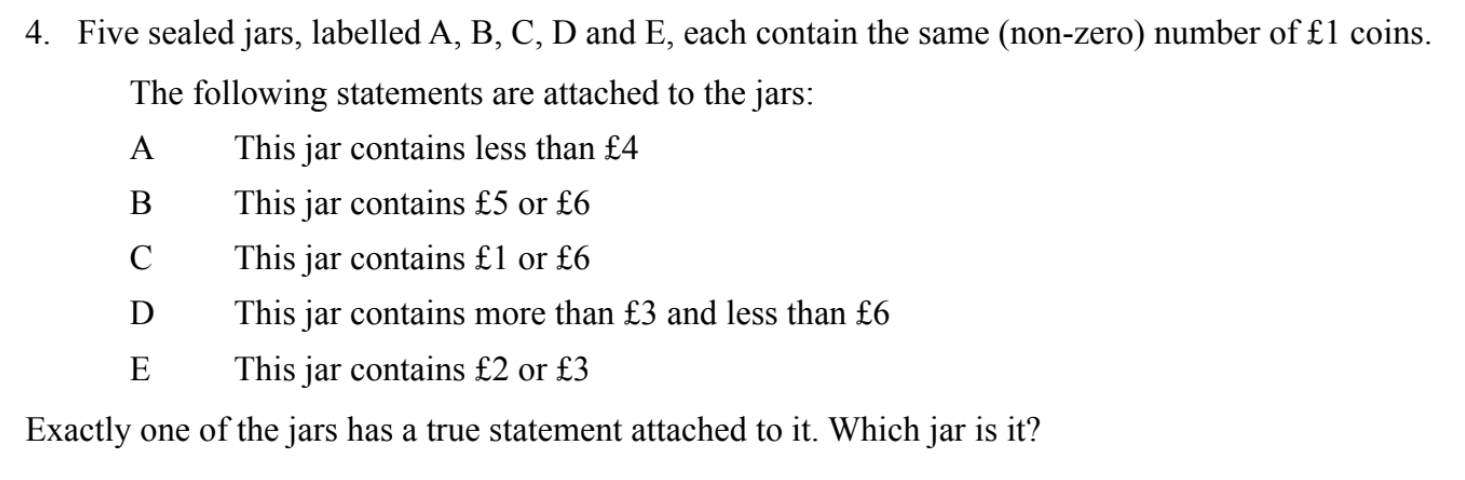 4. Five sealed jars, labelled A, B, C, D and E, each contain the same (non-zero) number of £1 coins.
The following statements are attached to the jars:
A This jar contains less than £4
B This jar contains £5 or £6
C This jar contains £1 or £6
D This jar contains more than £3 and less than £6
E This jar contains £2 or £3
Exactly one of the jars has a true statement attached to it. Which jar is it?